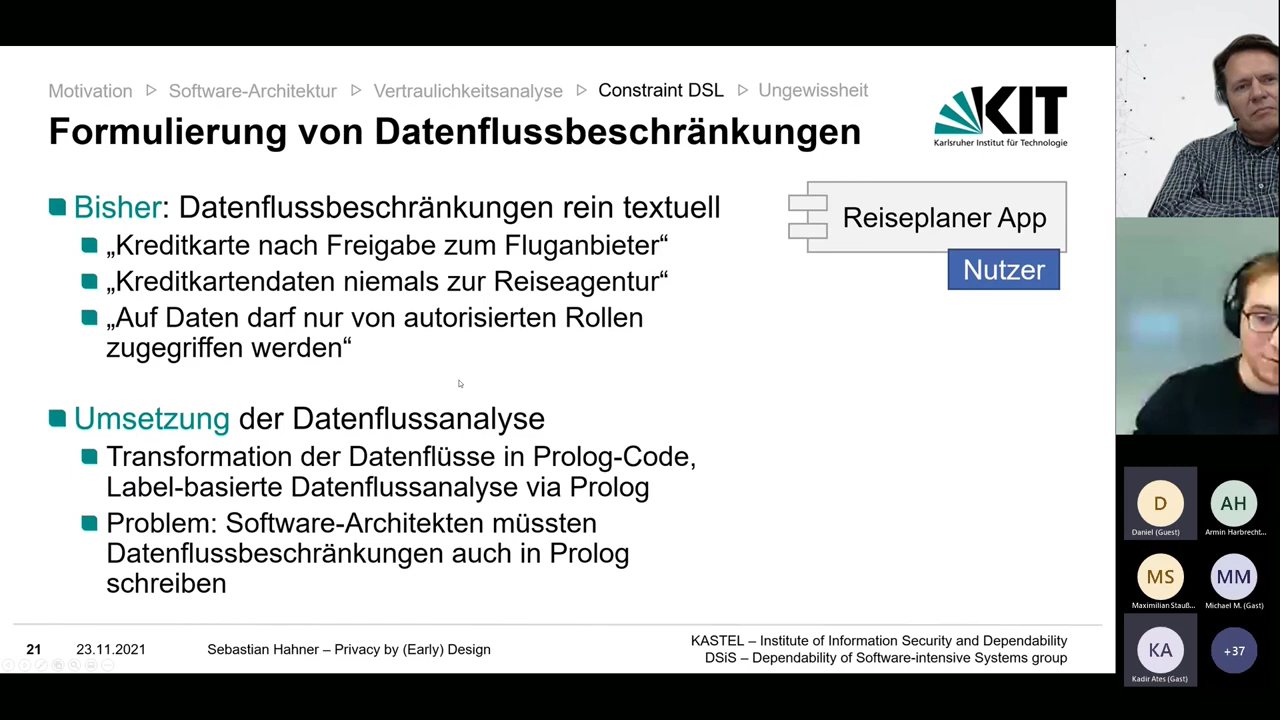 Motivation ▷ Software-Architektur ▷ Vertraulichkeitsanalyse ▷ Constraint DSL ▷ Ungewissheit
Formulierung von Datenflussbeschränkungen
KIT
Karlsruher Institut für Technologie
Bisher: Datenflussbeschränkungen rein textuell
„Kreditkarte nach Freigabe zum Fluganbieter“
„Kreditkartendaten niemals zur Reiseagentur“
„Auf Daten darf nur von autorisierten Rollen
zugegriffen werden“
Reiseplaner App
Nutzer
Umsetzung der Datenflussanalyse
Transformation der Datenflüsse in Prolog-Code,
Label-basierte Datenflussanalyse via Prolog
Problem: Software-Architekten müssten
Datenflussbeschränkungen auch in Prolog
schreiben
21 23.11.2021 Sebastian Hahner – Privacy by (Early) Design
KASTEL – Institute of Information Security and Dependability
DSiS – Dependability of Software-intensive Systems group
D
Daniel (Guest)
AH
Armin Harbrecht...
MS
Maximilian Stauß...
MM
Michael M. (Gast)
KA
Kadir Ates (Gast)
+37